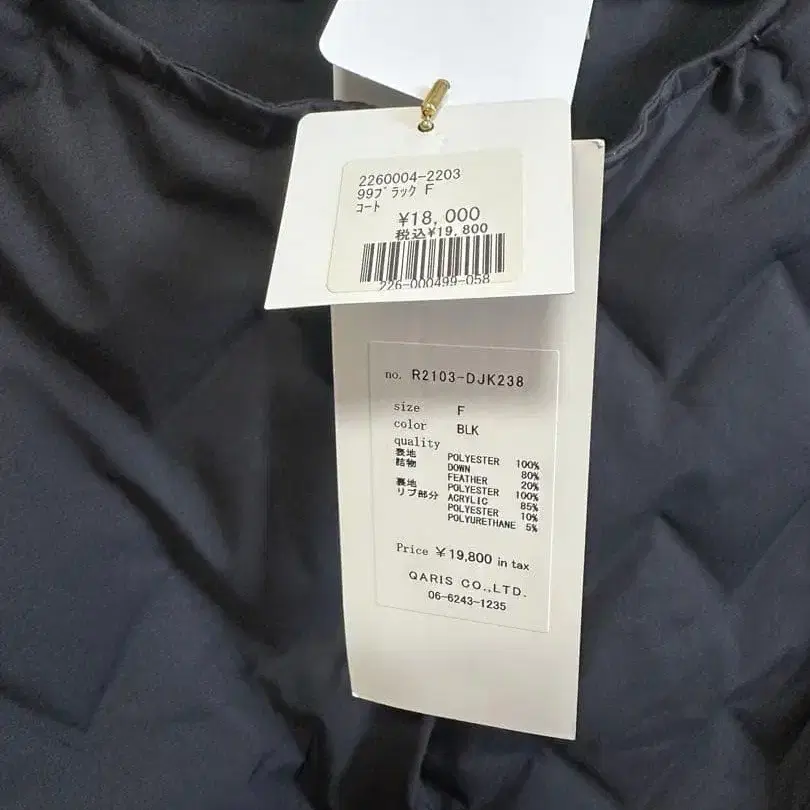 2260004-2203
99ﾌﾞﾗｯｸ F
ｺｰﾄ
¥18,000
税込¥19,800
226-000499-058
no. R2103-DJK238
size F
color BLK
quality
表地 POLYESTER 100%
詰物 DOWN 80%
FEATHER 20%
裏地 POLYESTER 100%
リブ部分 ACRYLIC 85%
POLYESTER 10%
POLYURETHANE 5%
Price ¥19,800 in tax
QARIS CO.,LTD.
06-6243-1235